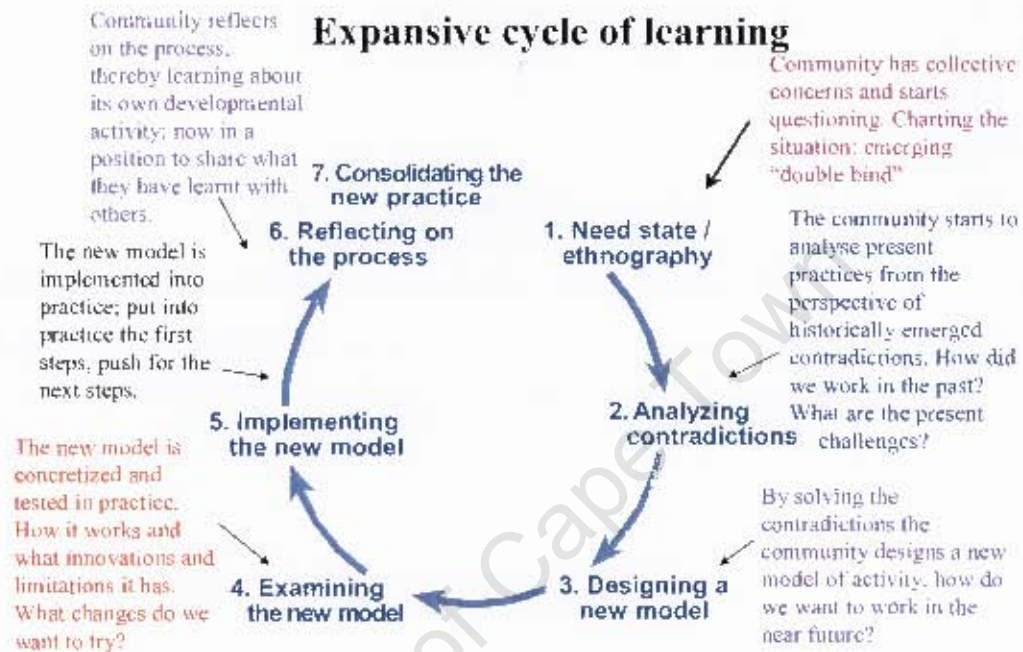 Expansive cycle of learning
Community reflects
on the process,
thereby learning about
its own developmental
activity; now in a
position to share what
they have learnt with
others.
Community has collective
concerns and starts
questioning. Charting the
situation: emerging
"double bind"
7. Consolidating the
new practice
6. Reflecting on
the process
1. Need state /
ethnography
The new model is
implemented into
practice; put into
practice the first
steps, push for the
next steps.
The community starts to
analyse present
practices from the
perspective of
historically emerged
contradictions. How did
we work in the past?
What are the present
challenges?
5. Implementing
the new model
2. Analyzing
contradictions
The new model is
concretized and
tested in practice.
How it works and
what innovations and
limitations it has.
What changes do we
want to try?
By solving the
contradictions the
community designs a new
model of activity, how do
we want to work in the
near future?
4. Examining
the new model
3. Designing a
new model
of Cape Town